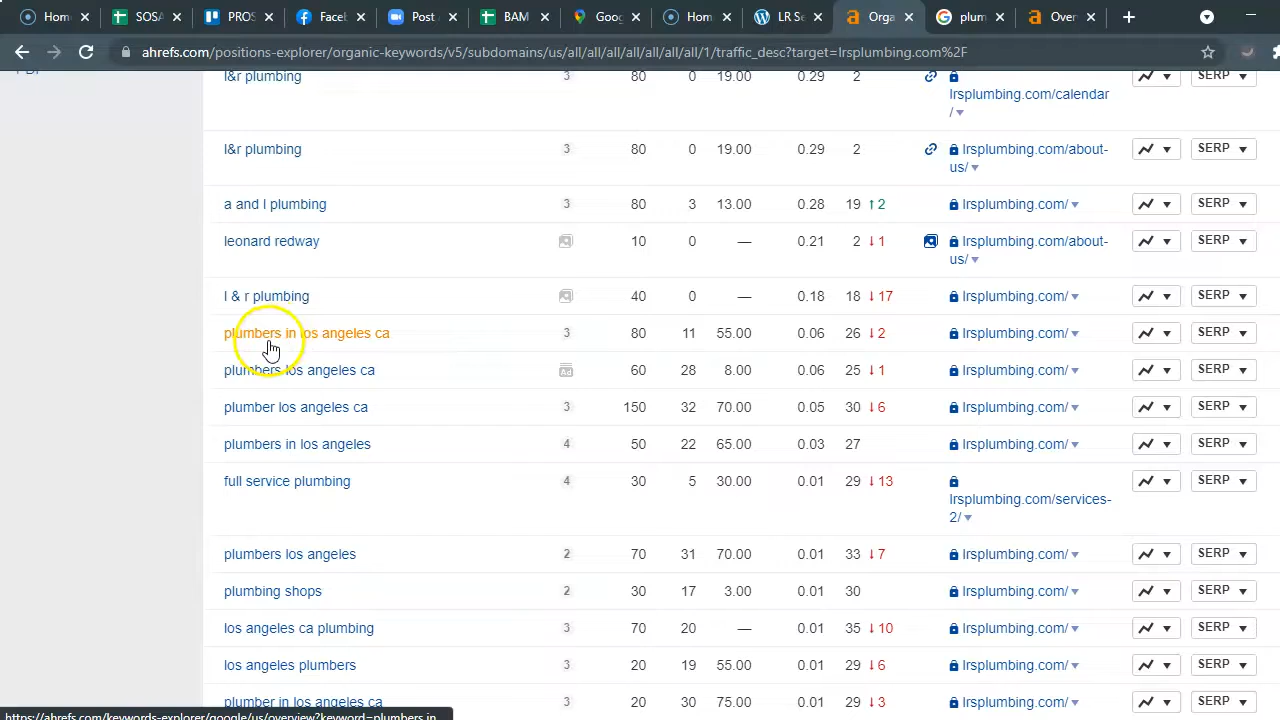 Hom
SOSA
PROS
Facel
Post
BAM
Goog
Hom
LR Se
Orga
plum
Over
ahrefs.com/positions-explorer/organic-keywords/v5/subdomains/us/all/all/all/all/all/all/all/1/traffic_desc?target=lrsplumbing.com%2F
l&r plumbing 3 80 0 19.00 0.29 2 lrsplumbing.com/calendar SERP
/
l&r plumbing 3 80 0 19.00 0.29 2 lrsplumbing.com/about- SERP
us/
a and l plumbing 3 80 3 13.00 0.28 19 ↑2 lrsplumbing.com/ SERP
leonard redway 10 0 — 0.21 2 ↓1 lrsplumbing.com/about- SERP
us/
l & r plumbing 40 0 — 0.18 18 ↓17 lrsplumbing.com/ SERP
plumbers in los angeles ca 3 80 11 55.00 0.06 26 ↓2 lrsplumbing.com/ SERP
plumbers los angeles ca Ad 60 28 8.00 0.06 25 ↓1 lrsplumbing.com/ SERP
plumber los angeles ca 3 150 32 70.00 0.05 30 ↓6 lrsplumbing.com/ SERP
plumbers in los angeles 4 50 22 65.00 0.03 27 lrsplumbing.com/ SERP
full service plumbing 4 30 5 30.00 0.01 29 ↓13 SERP
lrsplumbing.com/services-
2/
plumbers los angeles 2 70 31 70.00 0.01 33 ↓7 lrsplumbing.com/ SERP
plumbing shops 2 30 17 3.00 0.01 30 lrsplumbing.com/ SERP
los angeles ca plumbing 3 70 20 — 0.01 35 ↓10 lrsplumbing.com/ SERP
los angeles plumbers 3 20 19 55.00 0.01 29 ↓6 lrsplumbing.com/ SERP
plumber in los angeles ca 3 20 30 75.00 0.01 29 ↓3 lrsplumbing.com/ SERP
https://ahrefs.com/keywords-explorer/google/us/overview?keyword=plumbers in